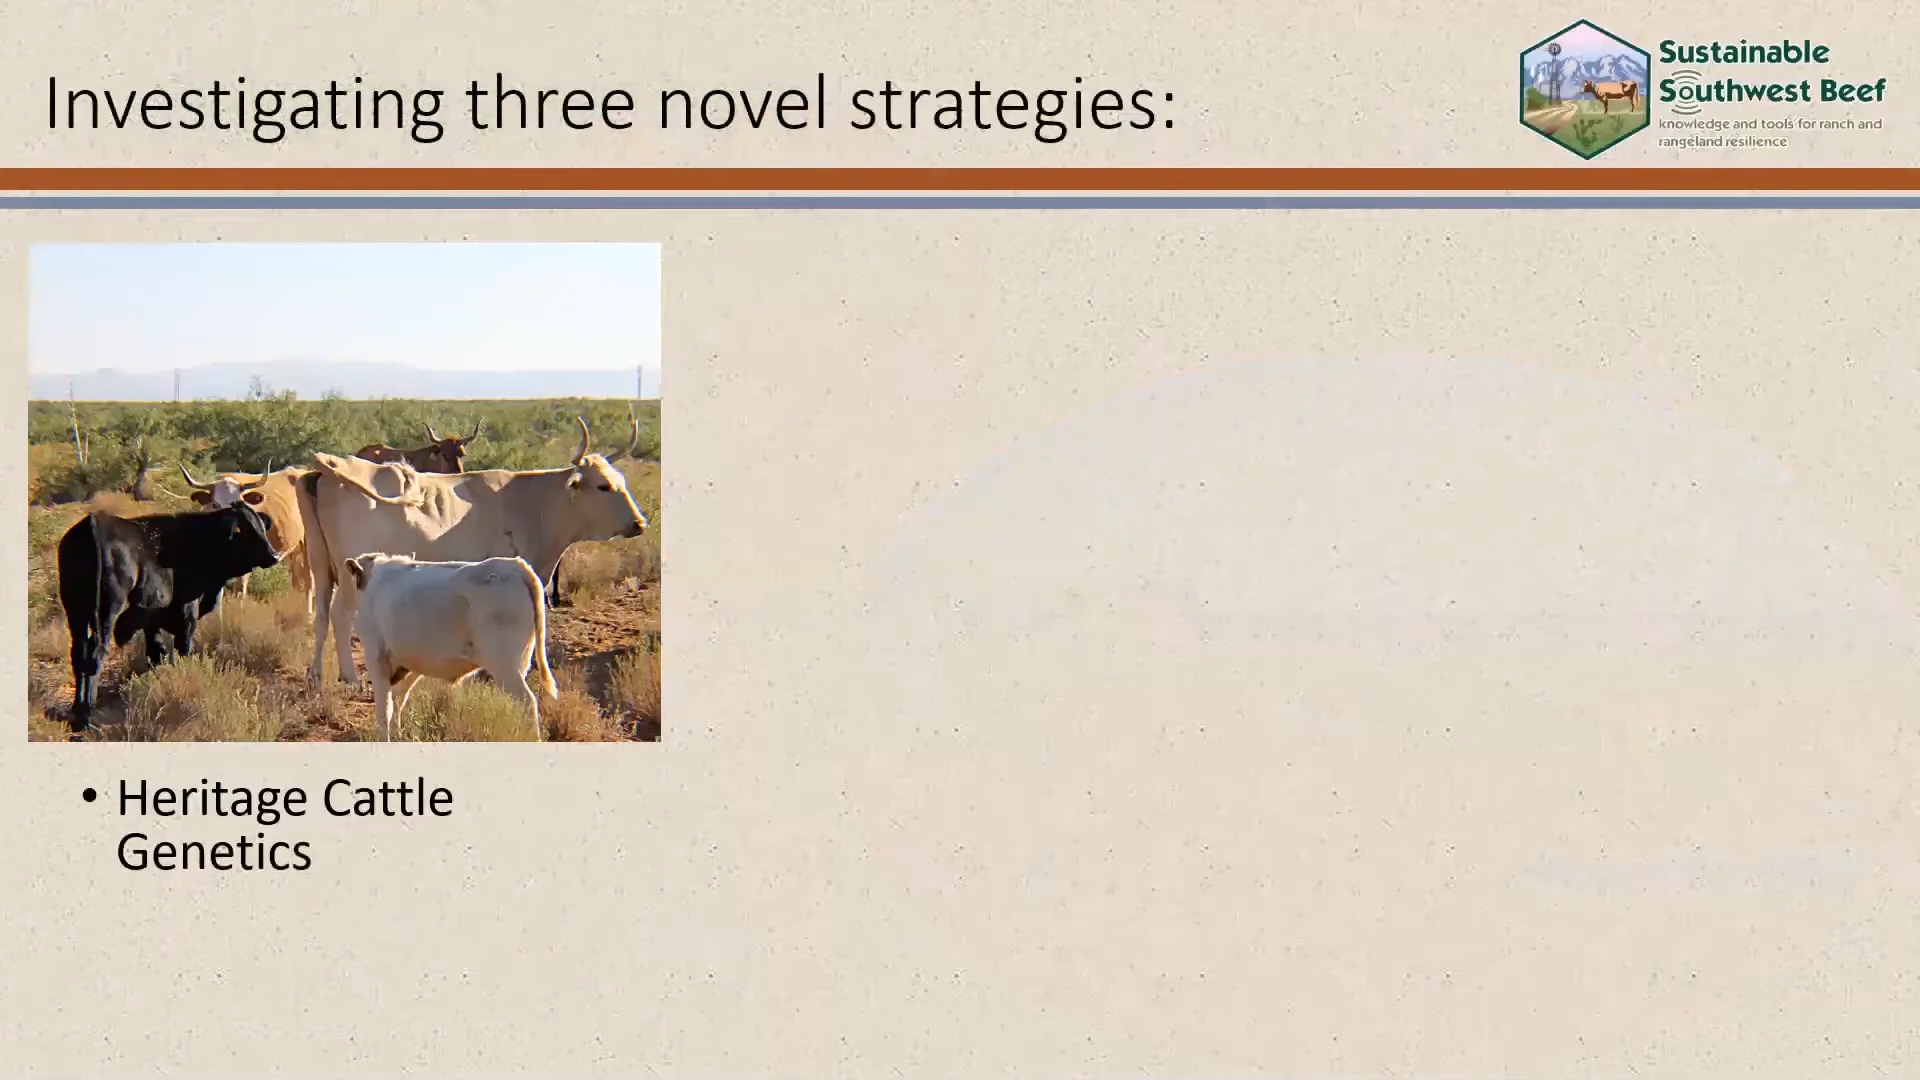 Investigating three novel strategies:
Sustainable
Southwest Beef
knowledge and tools for ranch and
rangeland resilience
• Heritage Cattle
Genetics